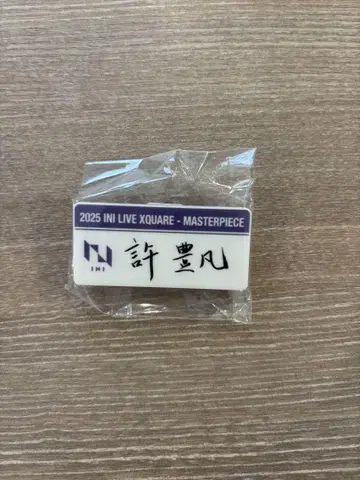 2025 INI LIVE XQUARE - MASTERPIECE
許豊凡
INI